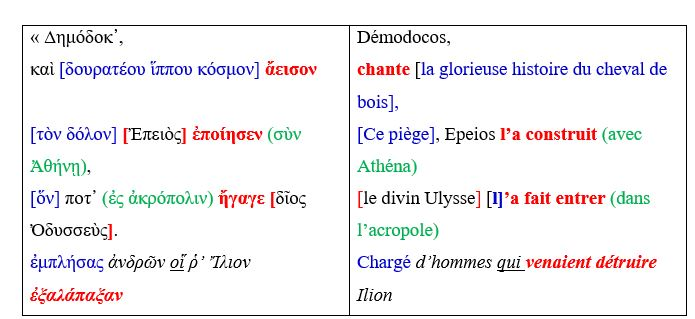 « Δημόδοκ᾽,
καὶ [δουρατέου ἵππου κόσμον] ἄεισον
[τὸν δόλον] [Ἐπειὸς] ἐποίησεν (σὺν
Ἀθήνῃ),
[ὅν] ποτ᾽ (ἐς ἀκρόπολιν) ἤγαγε [δῖος
Ὀδυσσεὺς].
ἐμπλήσας ἀνδρῶν οἵ ῥ᾽ Ἴλιον
ἐξαλάπαξαν
Démodocos,
chante [la glorieuse histoire du cheval de
bois],
[Ce piège], Epeios l’a construit (avec
Athéna)
[le divin Ulysse] [l]’a fait entrer (dans
l’acropole)
Chargé d’hommes qui venaient détruire
Ilion